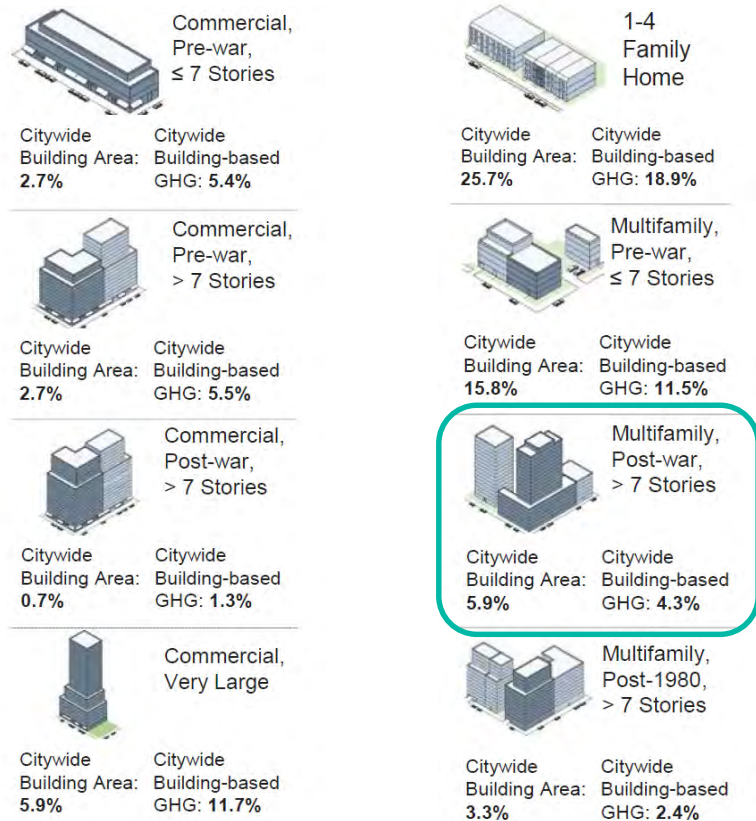 Commercial,
Pre-war,
≤ 7 Stories
Citywide
Building Area:
2.7%
Citywide
Building-based
GHG: 5.4%
Commercial,
Pre-war,
> 7 Stories
Citywide
Building Area:
2.7%
Citywide
Building-based
GHG: 5.5%
Commercial,
Post-war,
> 7 Stories
Citywide
Building Area:
0.7%
Citywide
Building-based
GHG: 1.3%
Commercial,
Very Large
Citywide
Building Area:
5.9%
Citywide
Building-based
GHG: 11.7%
1-4
Family
Home
Citywide
Building Area:
25.7%
Citywide
Building-based
GHG: 18.9%
Multifamily,
Pre-war,
≤ 7 Stories
Citywide
Building Area:
15.8%
Citywide
Building-based
GHG: 11.5%
Multifamily,
Post-war,
> 7 Stories
Citywide
Building Area:
5.9%
Citywide
Building-based
GHG: 4.3%
Multifamily,
Post-1980,
> 7 Stories
Citywide
Building Area:
3.3%
Citywide
Building-based
GHG: 2.4%